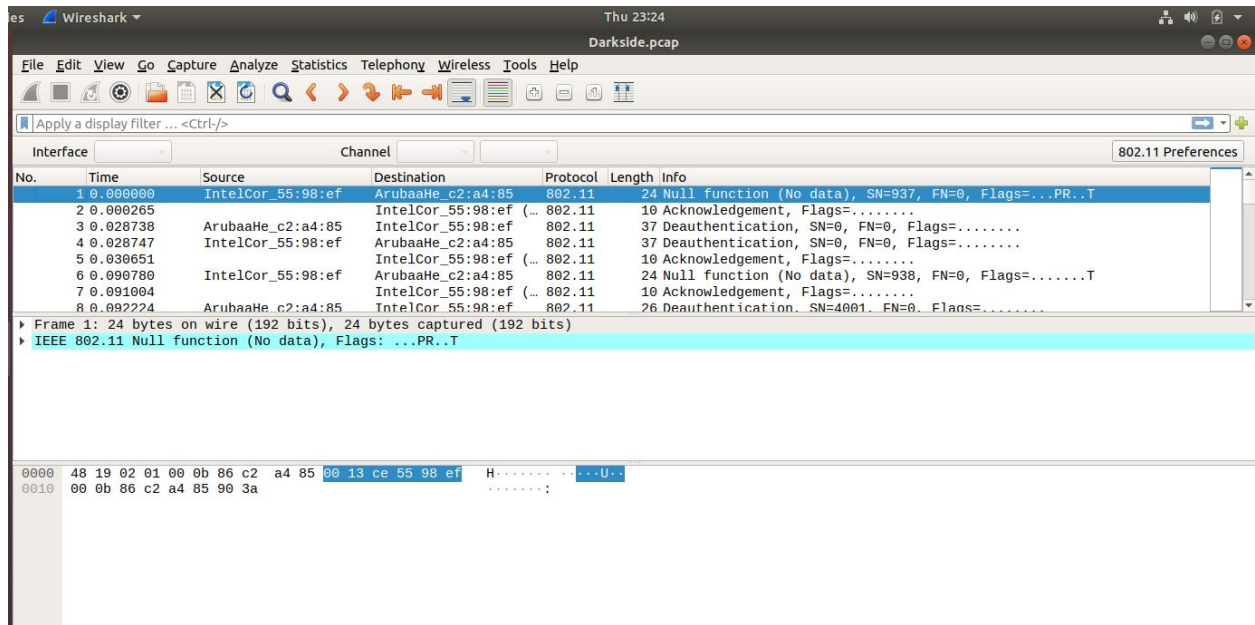 ies Wireshark Thu 23:24
Darkside.pcap
File Edit View Go Capture Analyze Statistics Telephony Wireless Tools Help
Apply a display filter ... <Ctrl-/>
Interface Channel 802.11 Preferences
No. Time Source Destination Protocol Length Info
1 0.000000 IntelCor_55:98:ef ArubaaHe_c2:a4:85 802.11 24 Null function (No data), SN=937, FN=0, Flags=...PR..T
2 0.000265 IntelCor_55:98:ef (… 802.11 10 Acknowledgement, Flags=........
3 0.028738 ArubaaHe_c2:a4:85 IntelCor_55:98:ef 802.11 37 Deauthentication, SN=0, FN=0, Flags=........
4 0.028747 IntelCor_55:98:ef ArubaaHe_c2:a4:85 802.11 37 Deauthentication, SN=0, FN=0, Flags=........
5 0.030651 IntelCor_55:98:ef (… 802.11 10 Acknowledgement, Flags=........
6 0.090780 IntelCor_55:98:ef ArubaaHe_c2:a4:85 802.11 24 Null function (No data), SN=938, FN=0, Flags=.......T
7 0.091004 IntelCor_55:98:ef (… 802.11 10 Acknowledgement, Flags=........
8 0.092224 ArubaaHe_c2:a4:85 IntelCor_55:98:ef 802.11 26 Deauthentication, SN=4001, FN=0, Flags=........
Frame 1: 24 bytes on wire (192 bits), 24 bytes captured (192 bits)
IEEE 802.11 Null function (No data), Flags: ...PR..T
0000 48 19 02 01 00 0b 86 c2 a4 85 00 13 ce 55 98 ef H······· ·····U··
0010 00 0b 86 c2 a4 85 90 3a ·······: